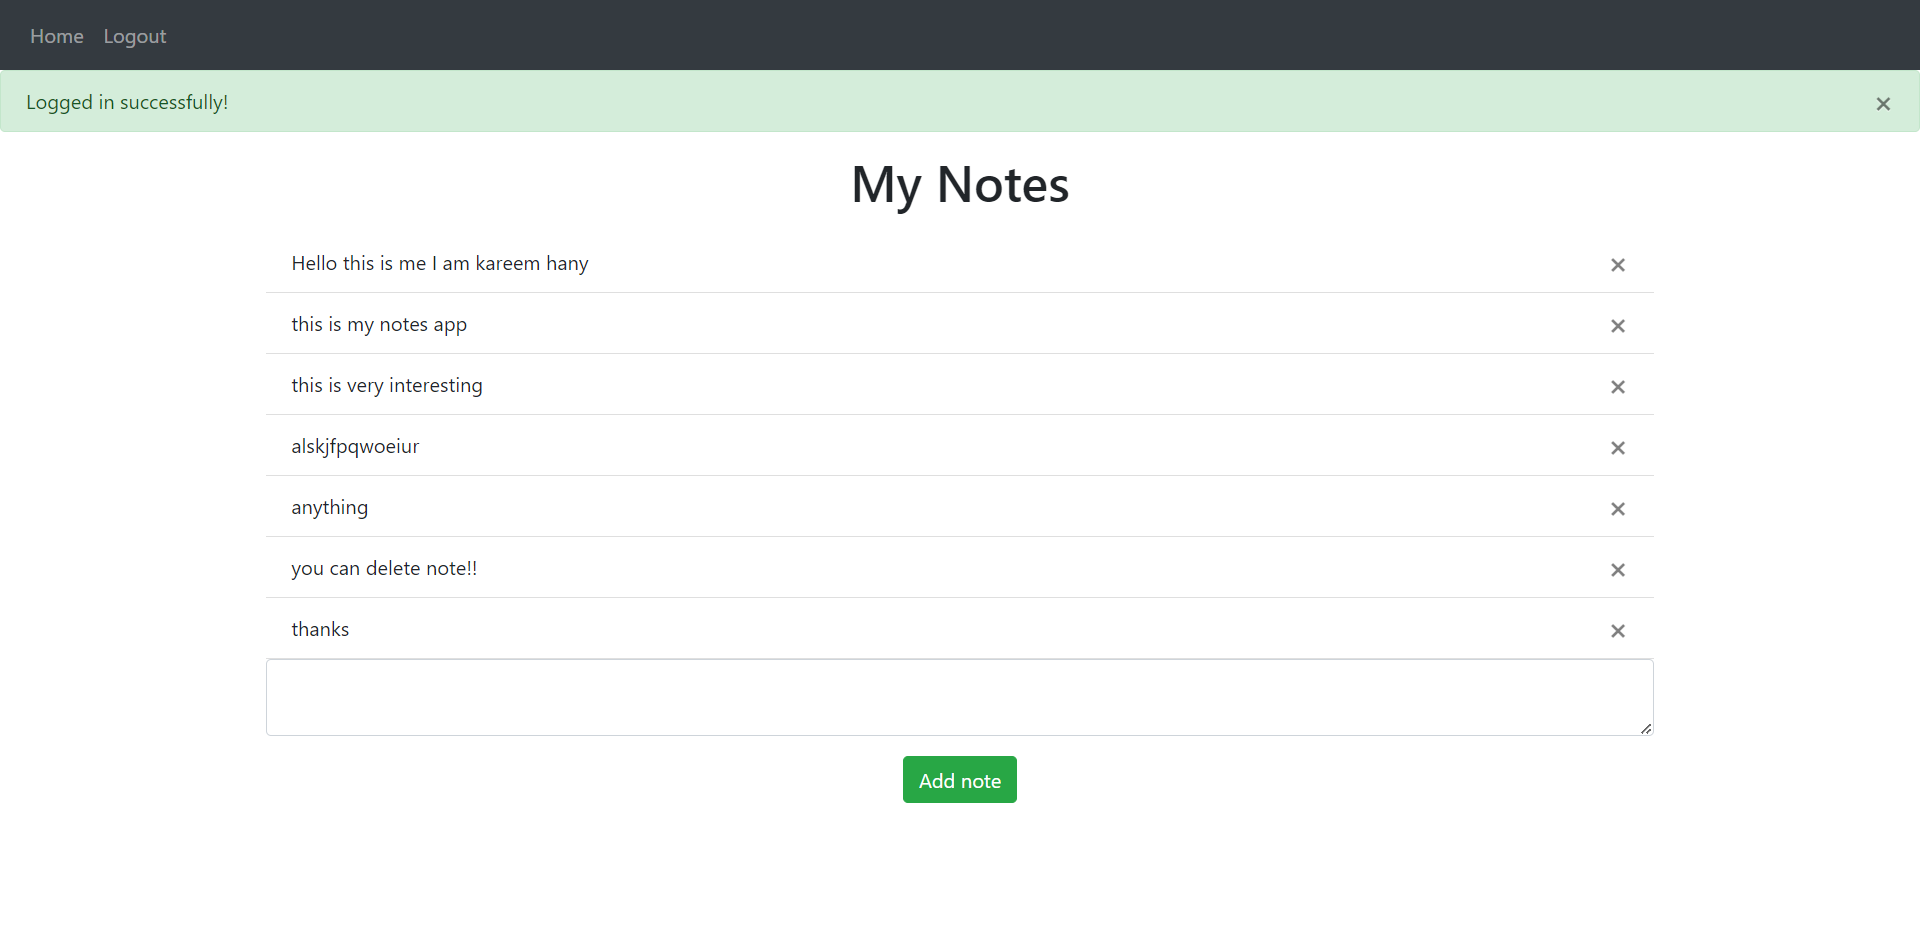 Home Logout
Logged in successfully! ×
My Notes
Hello this is me I am kareem hany ×
this is my notes app ×
this is very interesting ×
alskjfpqwoeiur ×
anything ×
you can delete note!! ×
thanks ×
Add note